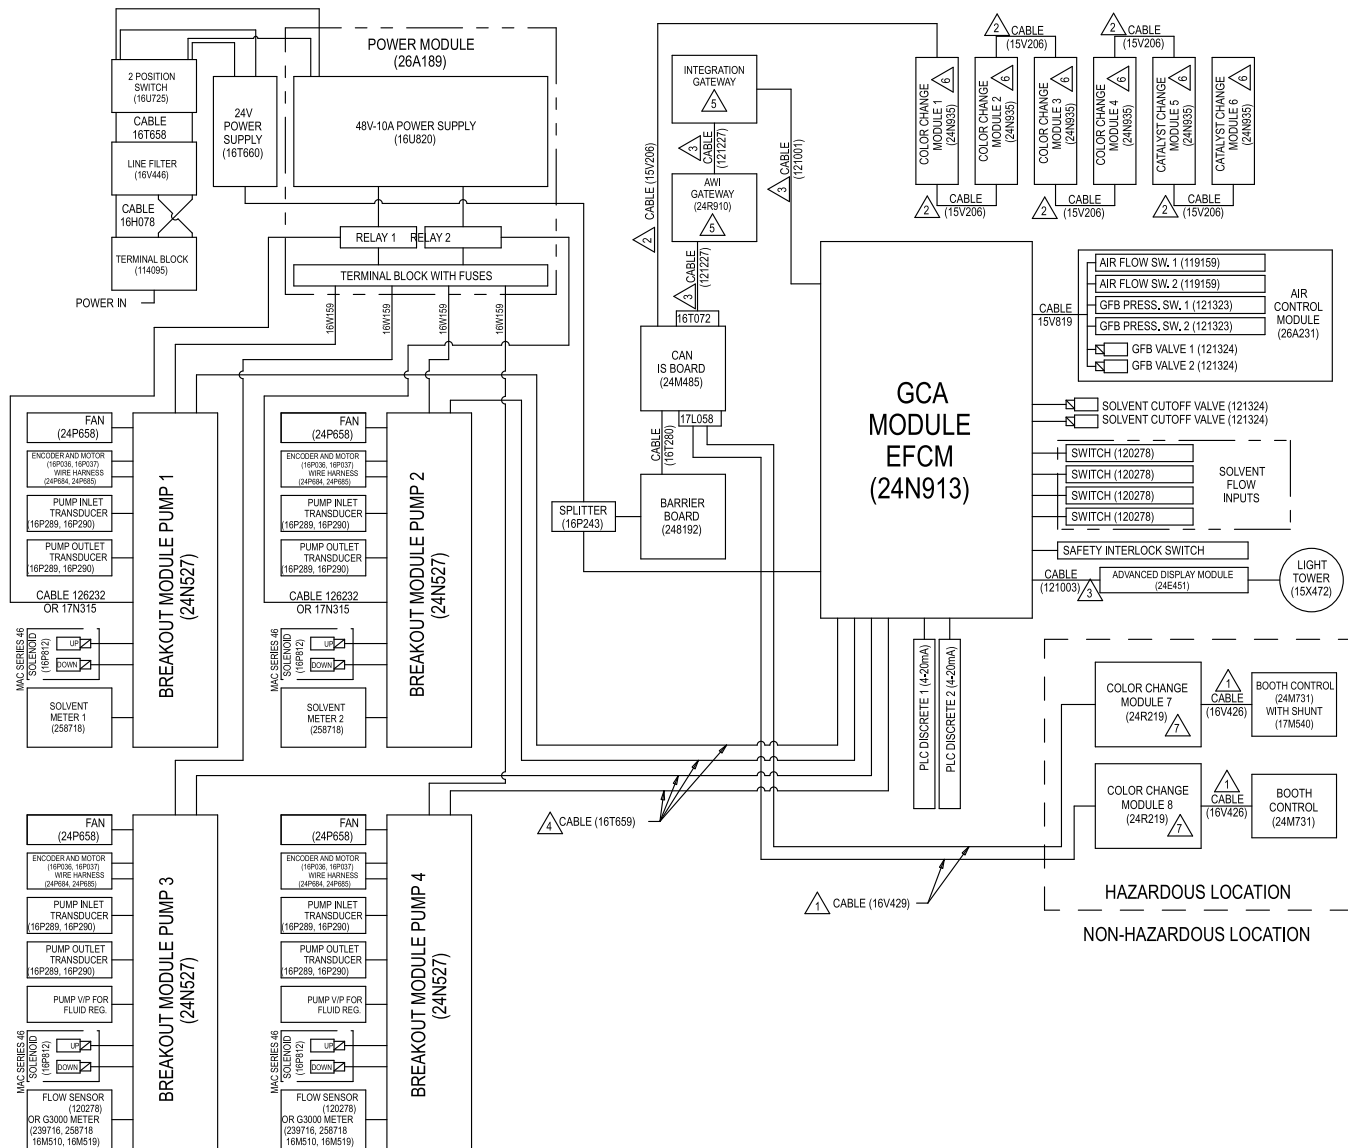 POWER MODULE
(26A189)
2 POSITION
SWITCH
(16U725)
CABLE
16T658
LINE FILTER
(16V446)
CABLE
16H078
TERMINAL BLOCK
(114095)
POWER IN
24V
POWER
SUPPLY
(16T660)
48V-10A POWER SUPPLY
(16U820)
RELAY 1
RELAY 2
TERMINAL BLOCK WITH FUSES
16W159
16W159
16W159
16W159
INTEGRATION
GATEWAY
5
3
CABLE
(121227)
AWI
GATEWAY
(24R910)
5
3
CABLE
(121227)
2
CABLE (15V206)
3
CABLE
(121001)
16T072
CAN
IS BOARD
(24M485)
17L058
CABLE
(16T280)
BARRIER
BOARD
(248192)
SPLITTER
(16P243)
2
CABLE
(15V206)
2
CABLE
(15V206)
COLOR CHANGE
MODULE 1
(24N935)
6
COLOR CHANGE
MODULE 2
(24N935)
COLOR CHANGE
MODULE 3
(24N935)
6
COLOR CHANGE
MODULE 4
(24N935)
6
CATALYST CHANGE
MODULE 5
(24N935)
6
CATALYST CHANGE
MODULE 6
(24N935)
2
CABLE
(15V206)
2
CABLE
(15V206)
2
CABLE
(15V206)
GCA
MODULE
EFCM
(24N913)
CABLE
15V819
AIR FLOW SW. 1 (119159)
AIR FLOW SW. 2 (119159)
GFB PRESS. SW. 1 (121323)
GFB PRESS. SW. 2 (121323)
GFB VALVE 1 (121324)
GFB VALVE 2 (121324)
AIR
CONTROL
MODULE
(26A231)
SOLVENT CUTOFF VALVE (121324)
SOLVENT CUTOFF VALVE (121324)
SWITCH (120278)
SWITCH (120278)
SWITCH (120278)
SWITCH (120278)
SOLVENT
FLOW
INPUTS
SAFETY INTERLOCK SWITCH
CABLE
(121003)
3
ADVANCED DISPLAY MODULE
(24E451)
LIGHT
TOWER
(15X472)
PLC DISCRETE 1 (4-20mA)
PLC DISCRETE 2 (4-20mA)
COLOR CHANGE
MODULE 7
(24R219)
7
1
CABLE
(16V426)
BOOTH CONTROL
(24M731)
WITH SHUNT
(17M540)
COLOR CHANGE
MODULE 8
(24R219)
7
1
CABLE
(16V426)
BOOTH
CONTROL
(24M731)
HAZARDOUS LOCATION
NON-HAZARDOUS LOCATION
4
CABLE (16T659)
1
CABLE (16V429)
FAN
(24P658)
ENCODER AND MOTOR
(16P036, 16P037)
WIRE HARNESS
(24P684, 24P685)
PUMP INLET
TRANSDUCER
(16P289, 16P290)
PUMP OUTLET
TRANSDUCER
(16P289, 16P290)
CABLE 126232
OR 17N315
MAC SERIES 46
SOLENOID
(16P812)
UP
DOWN
SOLVENT
METER 1
(258718)
BREAKOUT MODULE PUMP 1
(24N527)
FAN
(24P658)
ENCODER AND MOTOR
(16P036, 16P037)
WIRE HARNESS
(24P684, 24P685)
PUMP INLET
TRANSDUCER
(16P289, 16P290)
PUMP OUTLET
TRANSDUCER
(16P289, 16P290)
CABLE 126232
OR 17N315
MAC SERIES 46
SOLENOID
(16P812)
UP
DOWN
SOLVENT
METER 2
(258718)
BREAKOUT MODULE PUMP 2
(24N527)
FAN
(24P658)
ENCODER AND MOTOR
(16P036, 16P037)
WIRE HARNESS
(24P684, 24P685)
PUMP INLET
TRANSDUCER
(16P289, 16P290)
PUMP OUTLET
TRANSDUCER
(16P289, 16P290)
PUMP V/P FOR
FLUID REG.
MAC SERIES 46
SOLENOID
(16P812)
UP
DOWN
FLOW SENSOR
(120278)
OR G3000 METER
(239716, 258718
16M510, 16M519)
BREAKOUT MODULE PUMP 3
(24N527)
FAN
(24P658)
ENCODER AND MOTOR
(16P036, 16P037)
WIRE HARNESS
(24P684, 24P685)
PUMP INLET
TRANSDUCER
(16P289, 16P290)
PUMP OUTLET
TRANSDUCER
(16P289, 16P290)
PUMP V/P FOR
FLUID REG.
MAC SERIES 46
SOLENOID
(16P812)
UP
DOWN
FLOW SENSOR
(120278)
OR G3000 METER
(239716, 258718
16M510, 16M519)
BREAKOUT MODULE PUMP 4
(24N527)